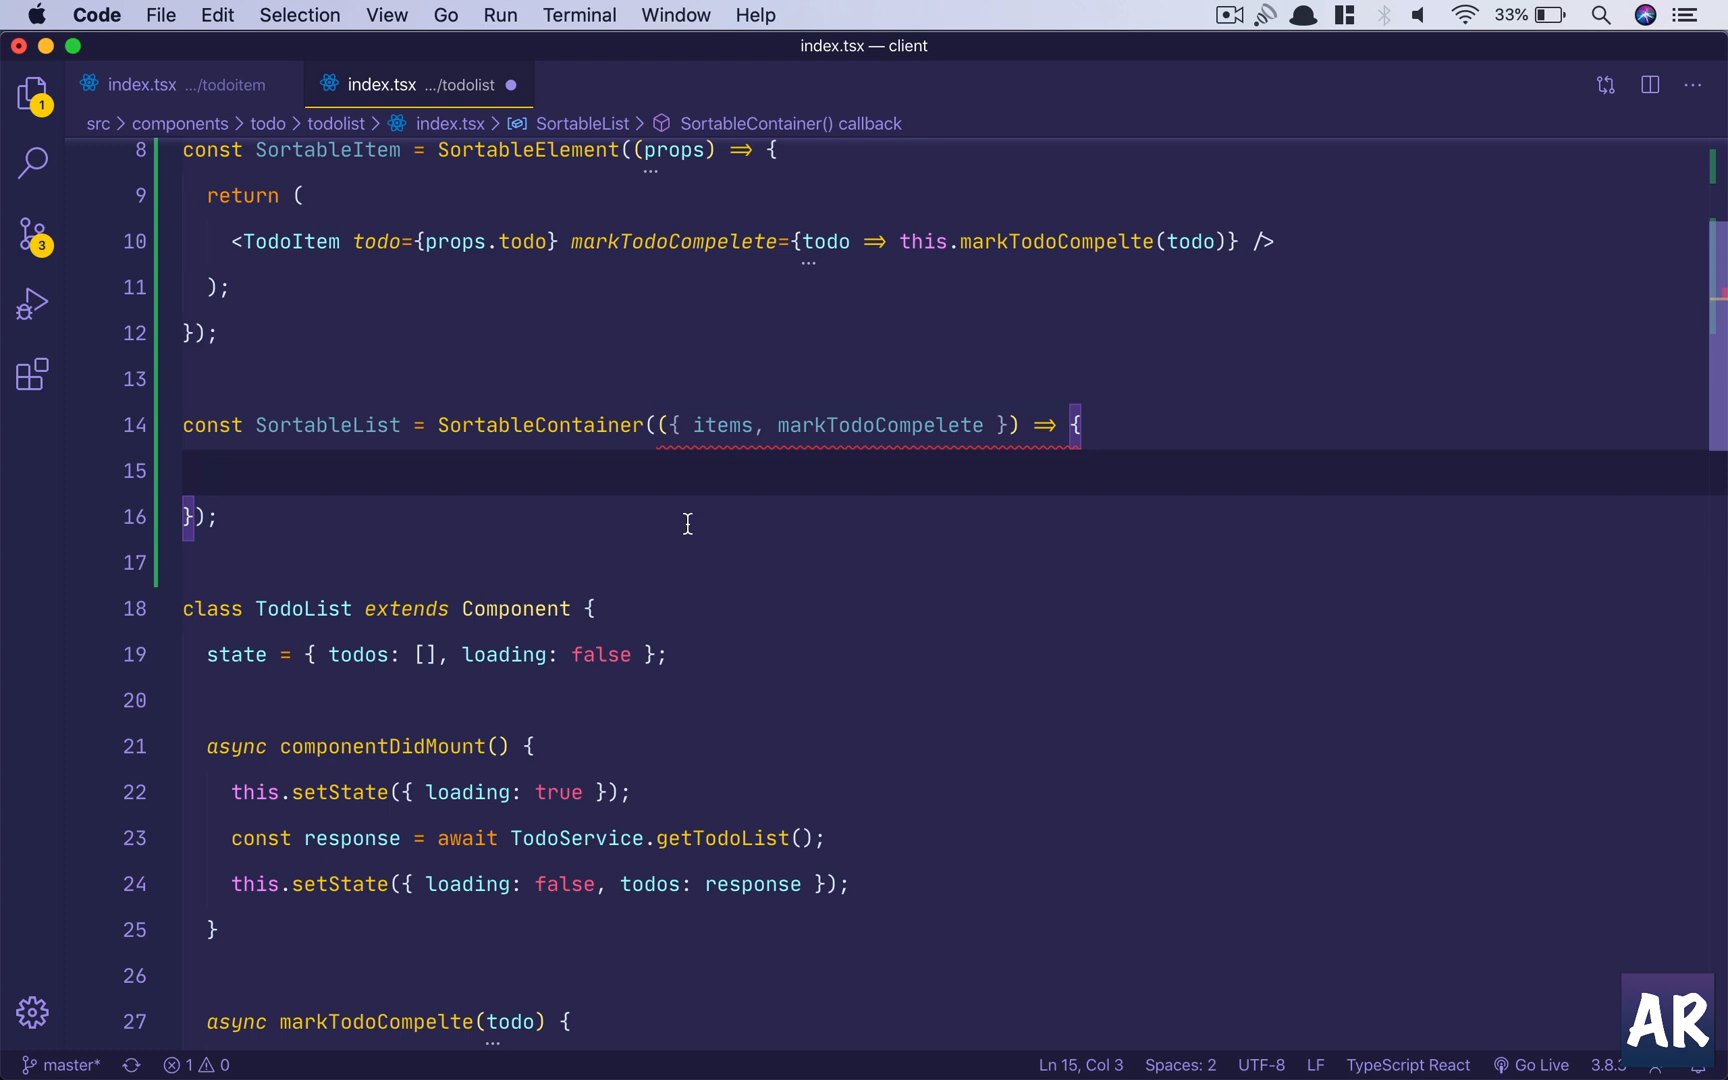 Code File Edit Selection View Go Run Terminal Window Help 33%
index.tsx — client
index.tsx .../todoitem index.tsx .../todolist
src > components > todo > todolist > index.tsx > SortableList > SortableContainer() callback
8 const SortableItem = SortableElement((props) => {
9 return (
10 <TodoItem todo={props.todo} markTodoCompelete={todo => this.markTodoCompelte(todo)} />
11 );
12 });
13
14 const SortableList = SortableContainer(({ items, markTodoCompelete }) => {
15
16 });
17
18 class TodoList extends Component {
19 state = { todos: [], loading: false };
20
21 async componentDidMount() {
22 this.setState({ loading: true });
23 const response = await TodoService.getTodoList();
24 this.setState({ loading: false, todos: response });
25 }
26
27 async markTodoCompelte(todo) {
1
3
AR
master* 1 0 Ln 15, Col 3 Spaces: 2 UTF-8 LF TypeScript React Go Live